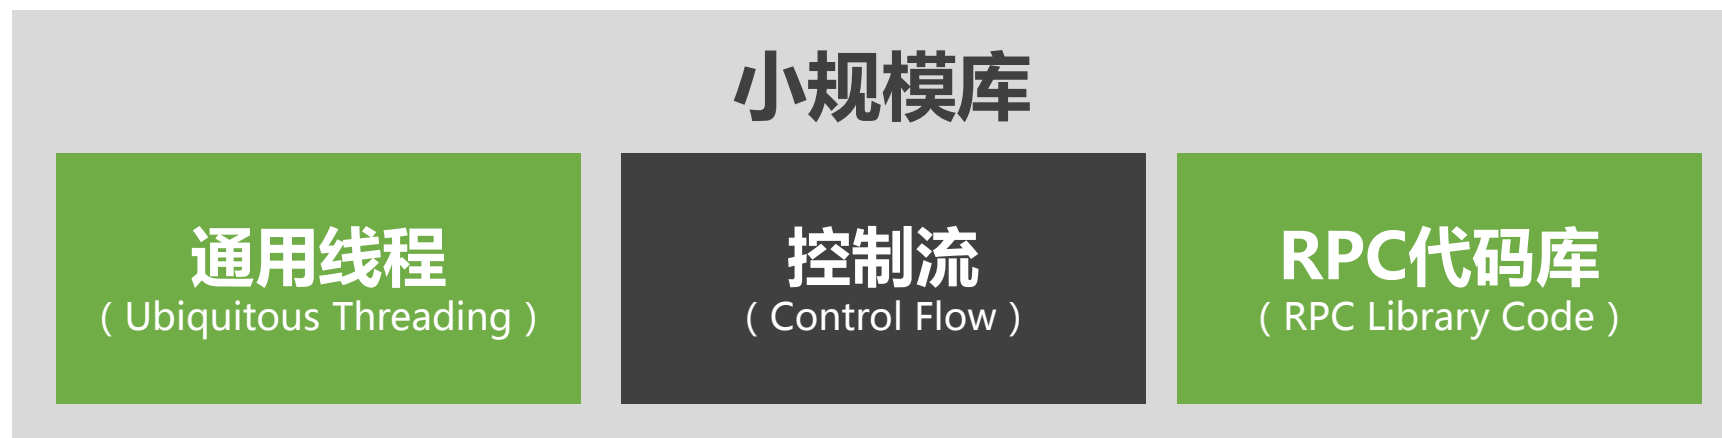 小规模库
通用线程
（Ubiquitous Threading）
控制流
（Control Flow）
RPC代码库
（RPC Library Code）